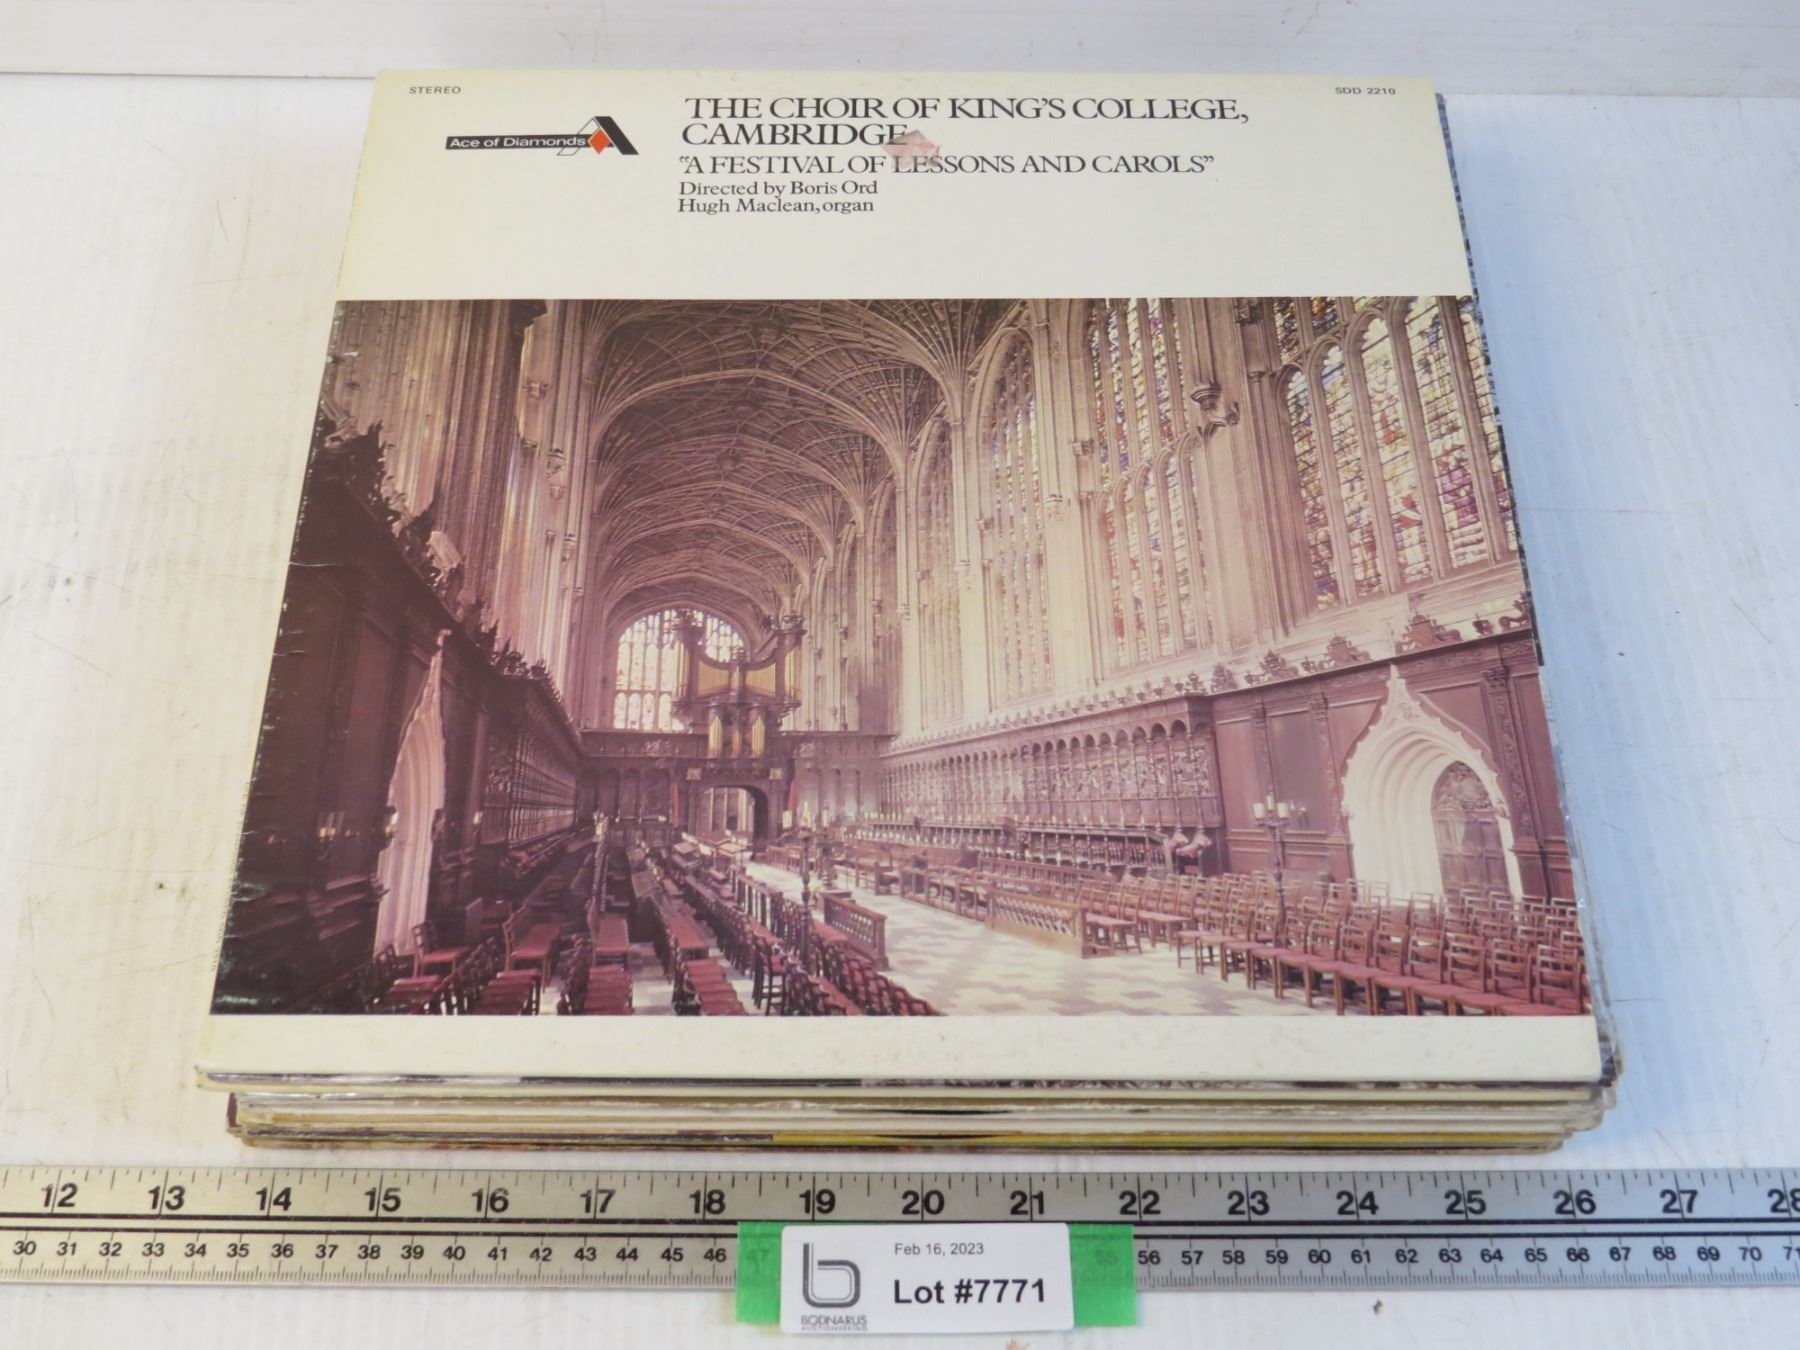 STEREO
SDD 2210
Ace of Diamonds
THE CHOIR OF KING'S COLLEGE,
CAMBRIDGE
"A FESTIVAL OF LESSONS AND CAROLS"
Directed by Boris Ord
Hugh Maclean, organ
12 13 14 15 16 17 18 19 20 21 22 23 24 25 26 27 28
30 31 32 33 34 35 36 37 38 39 40 41 42 43 44 45 46 47 55 56 57 58 59 60 61 62 63 64 65 66 67 68 69 70 71
Feb 16, 2023
Lot #7771
b
BODNARUS
AUCTIONEERING